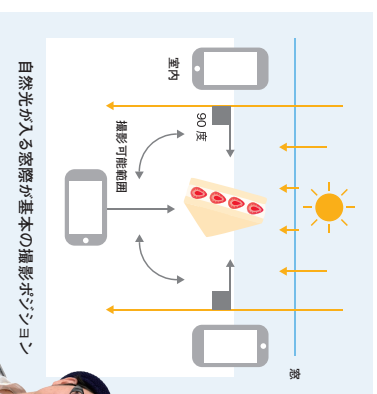 自然光が入る窓際が基本の撮影ポジション
窓
室内
90度
撮影可能範囲